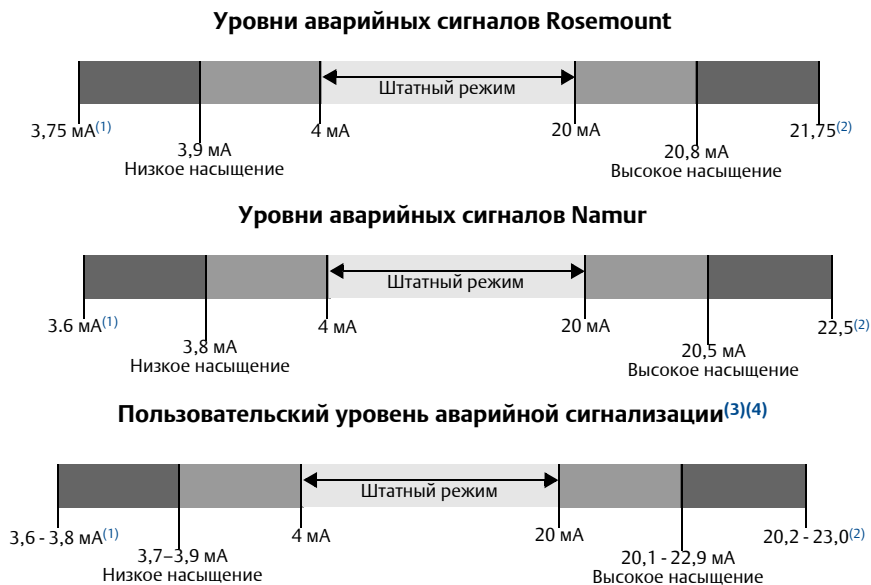 Уровни аварийных сигналов Rosemount
Штатный режим
3,75 мА(1)
4 мА
20 мА
21,75(2)
3,9 мА
Низкое насыщение
20,8 мА
Высокое насыщение
Уровни аварийных сигналов Namur
Штатный режим
3.6 мА(1)
4 мА
20 мА
22,5(2)
3,8 мА
Низкое насыщение
20,5 мА
Высокое насыщение
Пользовательский уровень аварийной сигнализации(3)(4)
Штатный режим
3,6 - 3,8 мА(1)
4 мА
20 мА
20,2 - 23,0(2)
3,7–3,9 мА
Низкое насыщение
20,1 - 22,9 мА
Высокое насыщение